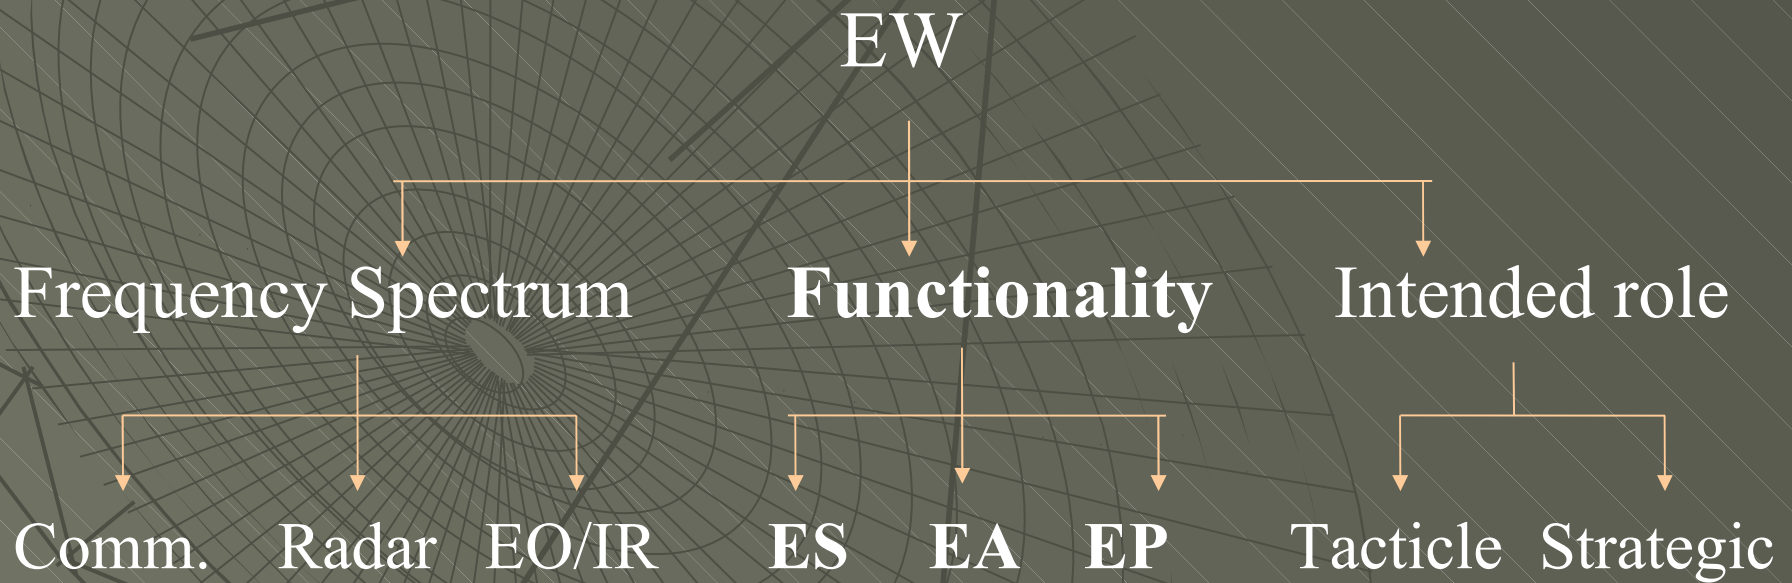 EW
Frequency Spectrum Functionality Intended role
Comm. Radar EO/IR ES EA EP Tacticle Strategic